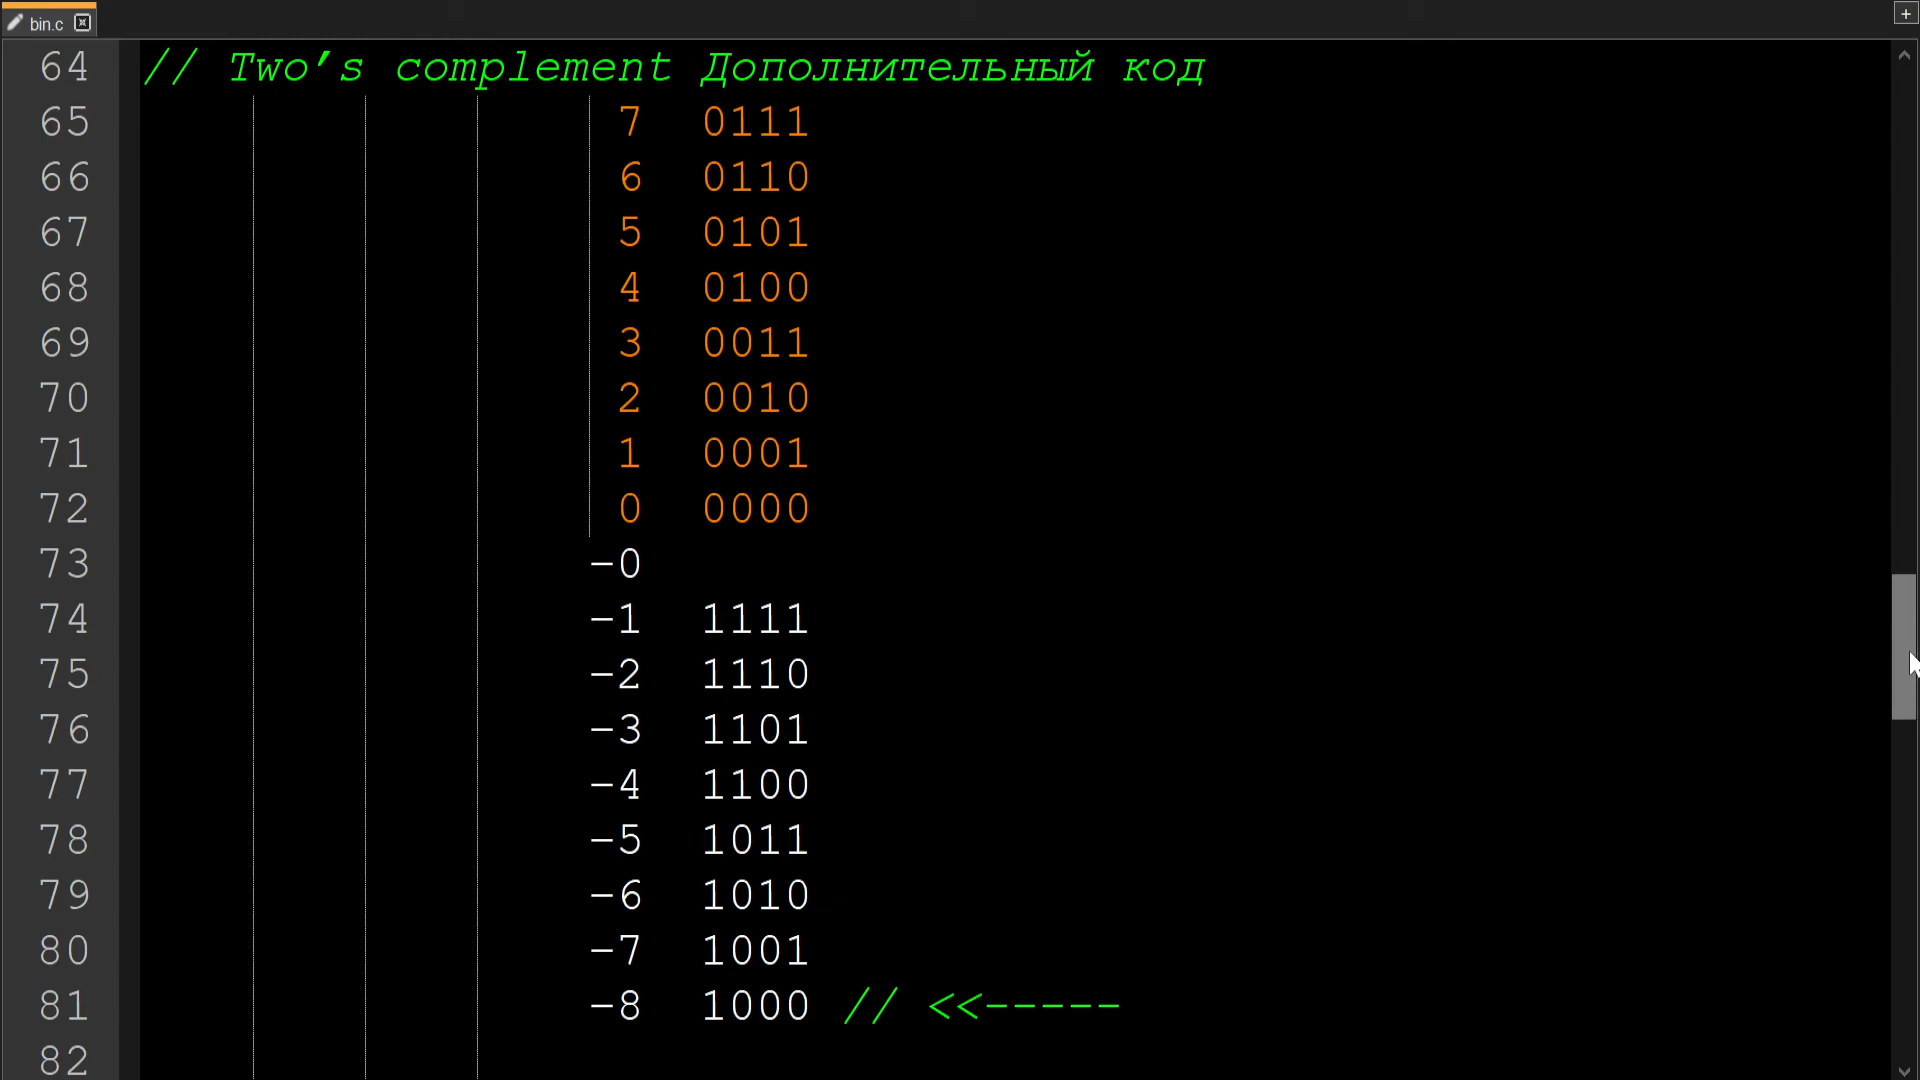 bin.c
64 // Two's complement Дополнительный код
65 7 0111
66 6 0110
67 5 0101
68 4 0100
69 3 0011
70 2 0010
71 1 0001
72 0 0000
73 -0
74 -1 1111
75 -2 1110
76 -3 1101
77 -4 1100
78 -5 1011
79 -6 1010
80 -7 1001
81 -8 1000 // <<-----
82